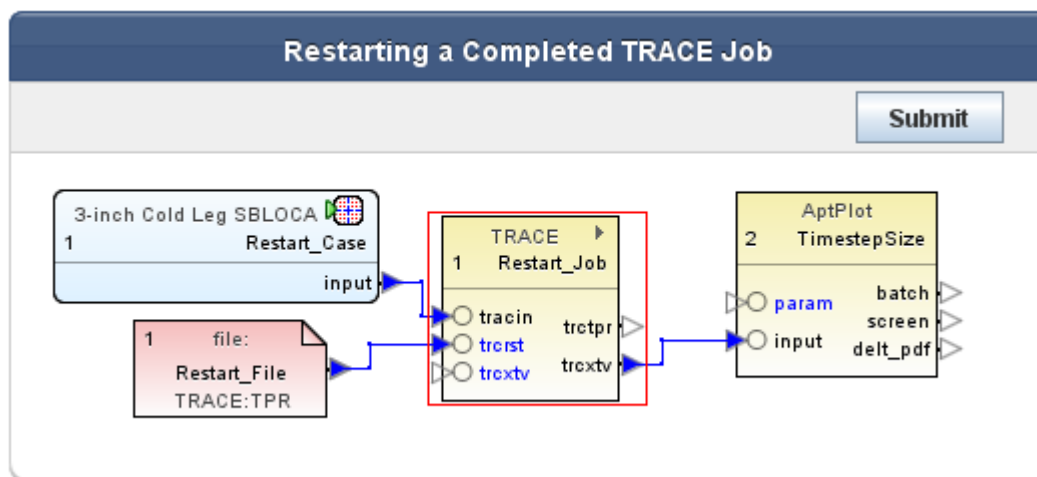 Restarting a Completed TRACE Job
Submit
3-inch Cold Leg SBLOCA
1 Restart_Case
input
1 file:
Restart_File
TRACE:TPR
TRACE
1 Restart_Job
tracin
trcrst
trcxtv
trctpr
trcxtv
AptPlot
2 TimestepSize
param
input
batch
screen
delt_pdf